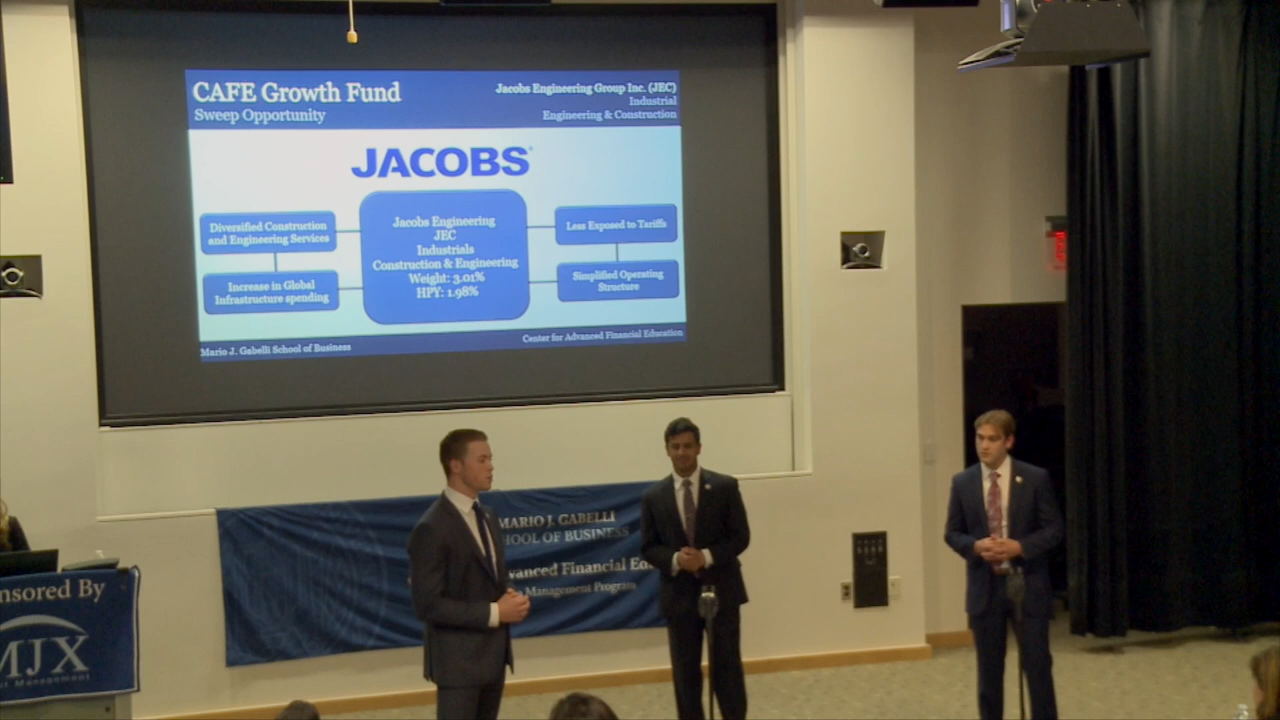 CAFE Growth Fund
Sweep Opportunity
Jacobs Engineering Group Inc. (JEC)
Industrial
Engineering & Construction
JACOBS
Diversified Construction
and Engineering Services
Increase in Global
Infrastructure spending
Jacobs Engineering
JEC
Industrials
Construction & Engineering
Weight: 3.01%
HPY: 1.98%
Less Exposed to Tariffs
Simplified Operating
Structure
Mario J. Gabelli School of Business
Center for Advanced Financial Education
MARIO J. GABELLI
HOOL OF BUSINESS
vanced Financial Ed
Management Program
nsored By
MJX
Management